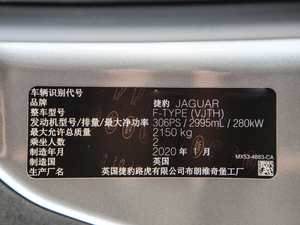 车辆识别代号
品牌 捷豹 JAGUAR
整车型号 F-TYPE (VJTH)
发动机型号/排量/最大净功率 306PS / 2995mL / 280kW
最大允许总质量 2150 kg
乘坐人数 2
制造年月 2020 年 1 月
制造国 英国
生产厂名 英国捷豹路虎有限公司布朗维奇堡工厂
MX53-4883-CA